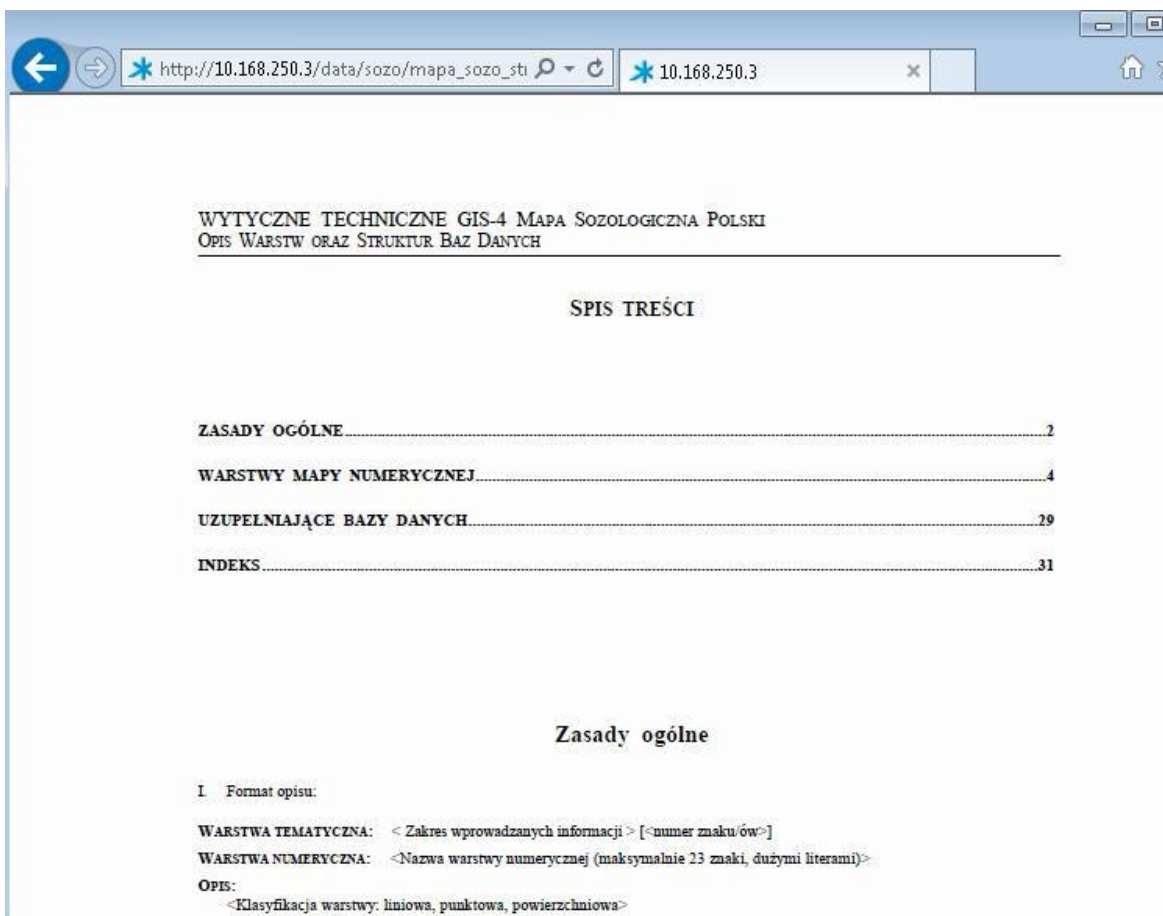 http://10.168.250.3/data/sozo/mapa_sozo_str
10.168.250.3
WYTYCZNE TECHNICZNE GIS-4 MAPA SOZOLOGICZNA POLSKI
OPIS WARSTW ORAZ STRUKTUR BAZ DANYCH
SPIS TREŚCI
ZASADY OGÓLNE 2
WARSTWY MAPY NUMERYCZNEJ 4
UZUPEŁNIAJĄCE BAZY DANYCH 29
INDEKS 31
Zasady ogólne
I. Format opisu:
WARSTWA TEMATYCZNA: < Zakres wprowadzanych informacji > [<numer znaku/ów>]
WARSTWA NUMERYCZNA: <Nazwa warstwy numerycznej (maksymalnie 23 znaki, dużymi literami)>
OPIS:
<Klasyfikacja warstwy: liniowa, punktowa, powierzchniowa>